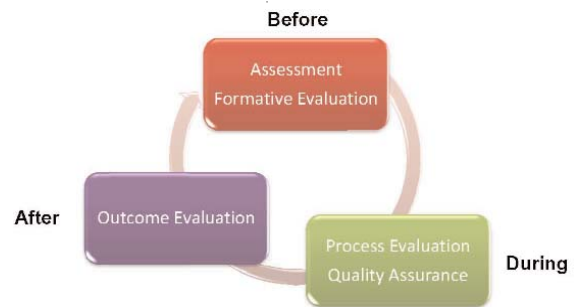 Before
Assessment
Formative Evaluation
After
Outcome Evaluation
Process Evaluation
Quality Assurance
During